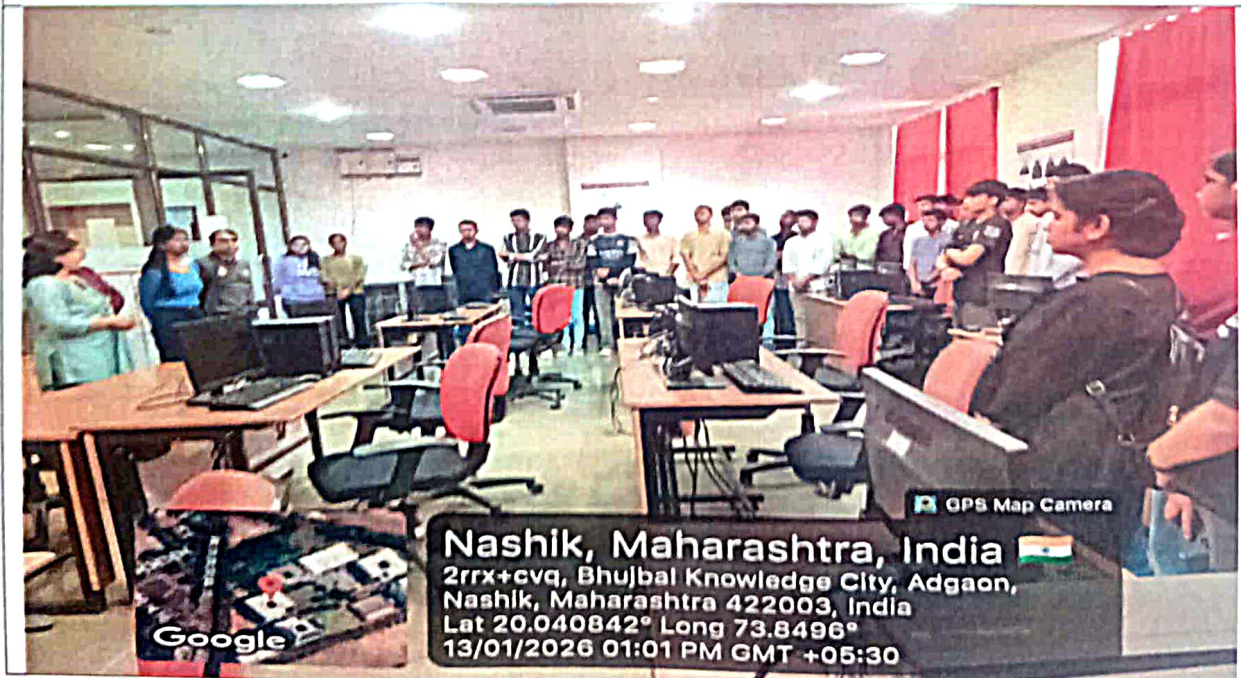 GPS Map Camera
Nashik, Maharashtra, India
2rrx+cvq, Bhujbal Knowledge City, Adgaon,
Nashik, Maharashtra 422003, India
Lat 20.040842° Long 73.8496°
13/01/2026 01:01 PM GMT +05:30
Google